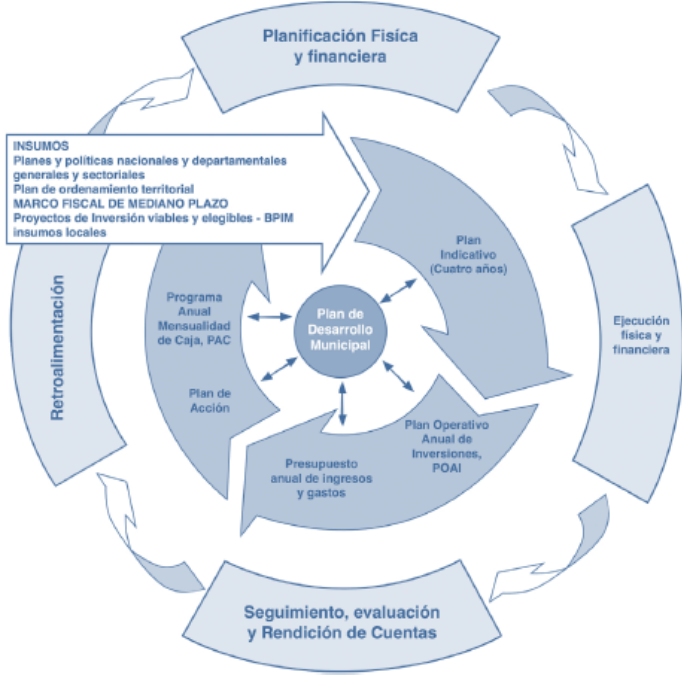 Planificación Fisíca
y financiera
INSUMOS
Planes y políticas nacionales y departamentales
generales y sectoriales
Plan de ordenamiento territorial
MARCO FISCAL DE MEDIANO PLAZO
Proyectos de Inversión viables y elegibles - BPIM
insumos locales
Plan
Indicativo
(Cuatro años)
Ejecución
física y
financiera
Plan de
Desarrollo
Municipal
Programa
Anual
Mensualidad
de Caja, PAC
Plan de
Acción
Plan Operativo
Anual de
Inversiones,
POAI
Presupuesto
anual de ingresos
y gastos
Retroalimentación
Seguimiento, evaluación
y Rendición de Cuentas